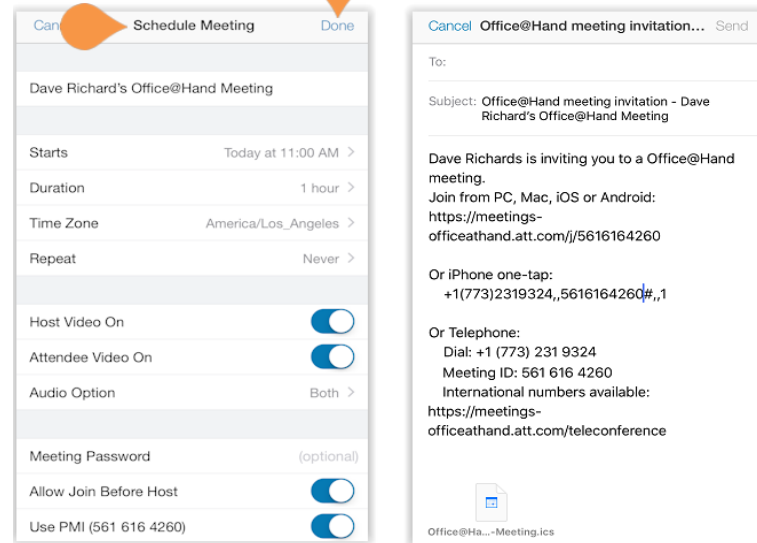 Can
Schedule Meeting
Done
Dave Richard's Office@Hand Meeting
Starts Today at 11:00 AM >
Duration 1 hour >
Time Zone America/Los_Angeles >
Repeat Never >
Host Video On
Attendee Video On
Audio Option Both >
Meeting Password (optional)
Allow Join Before Host
Use PMI (561 616 4260)
Cancel Office@Hand meeting invitation... Send
To:
Subject: Office@Hand meeting invitation - Dave
Richard's Office@Hand Meeting
Dave Richards is inviting you to a Office@Hand
meeting.
Join from PC, Mac, iOS or Android:
https://meetings-
officeathand.att.com/j/5616164260
Or iPhone one-tap:
+1(773)2319324,,5616164260#,,1
Or Telephone:
Dial: +1 (773) 231 9324
Meeting ID: 561 616 4260
International numbers available:
https://meetings-
officeathand.att.com/teleconference
Office@Ha...-Meeting.ics